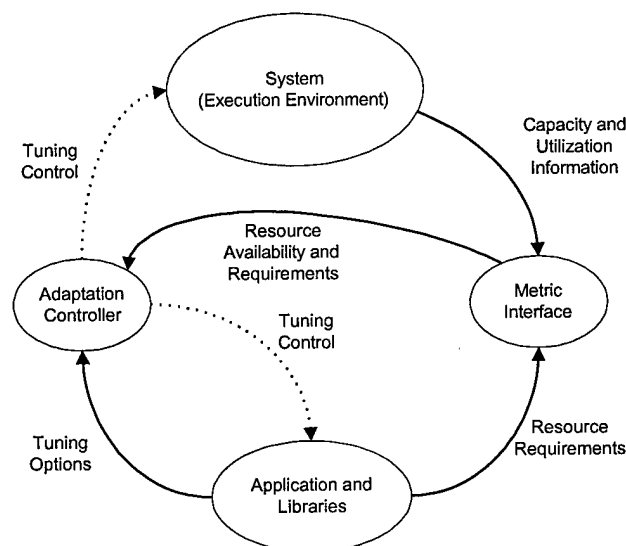 System
(Execution Environment)
Tuning
Control
Capacity and
Utilization
Information
Resource
Availability and
Requirements
Adaptation
Controller
Metric
Interface
Tuning
Control
Tuning
Options
Resource
Requirements
Application and
Libraries